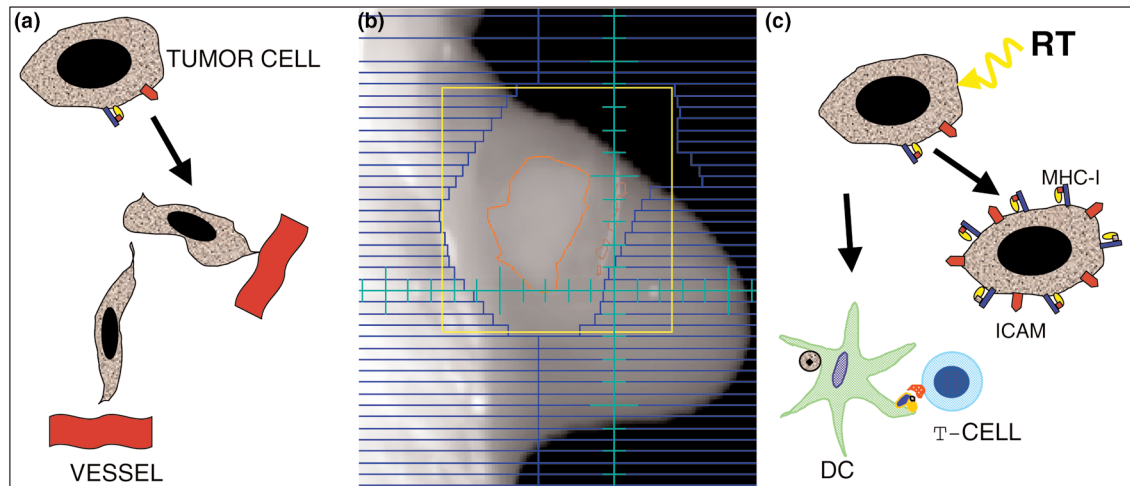 (a)
TUMOR CELL
VESSEL
(b)
(c)
RT
MHC-I
ICAM
T-CELL
DC